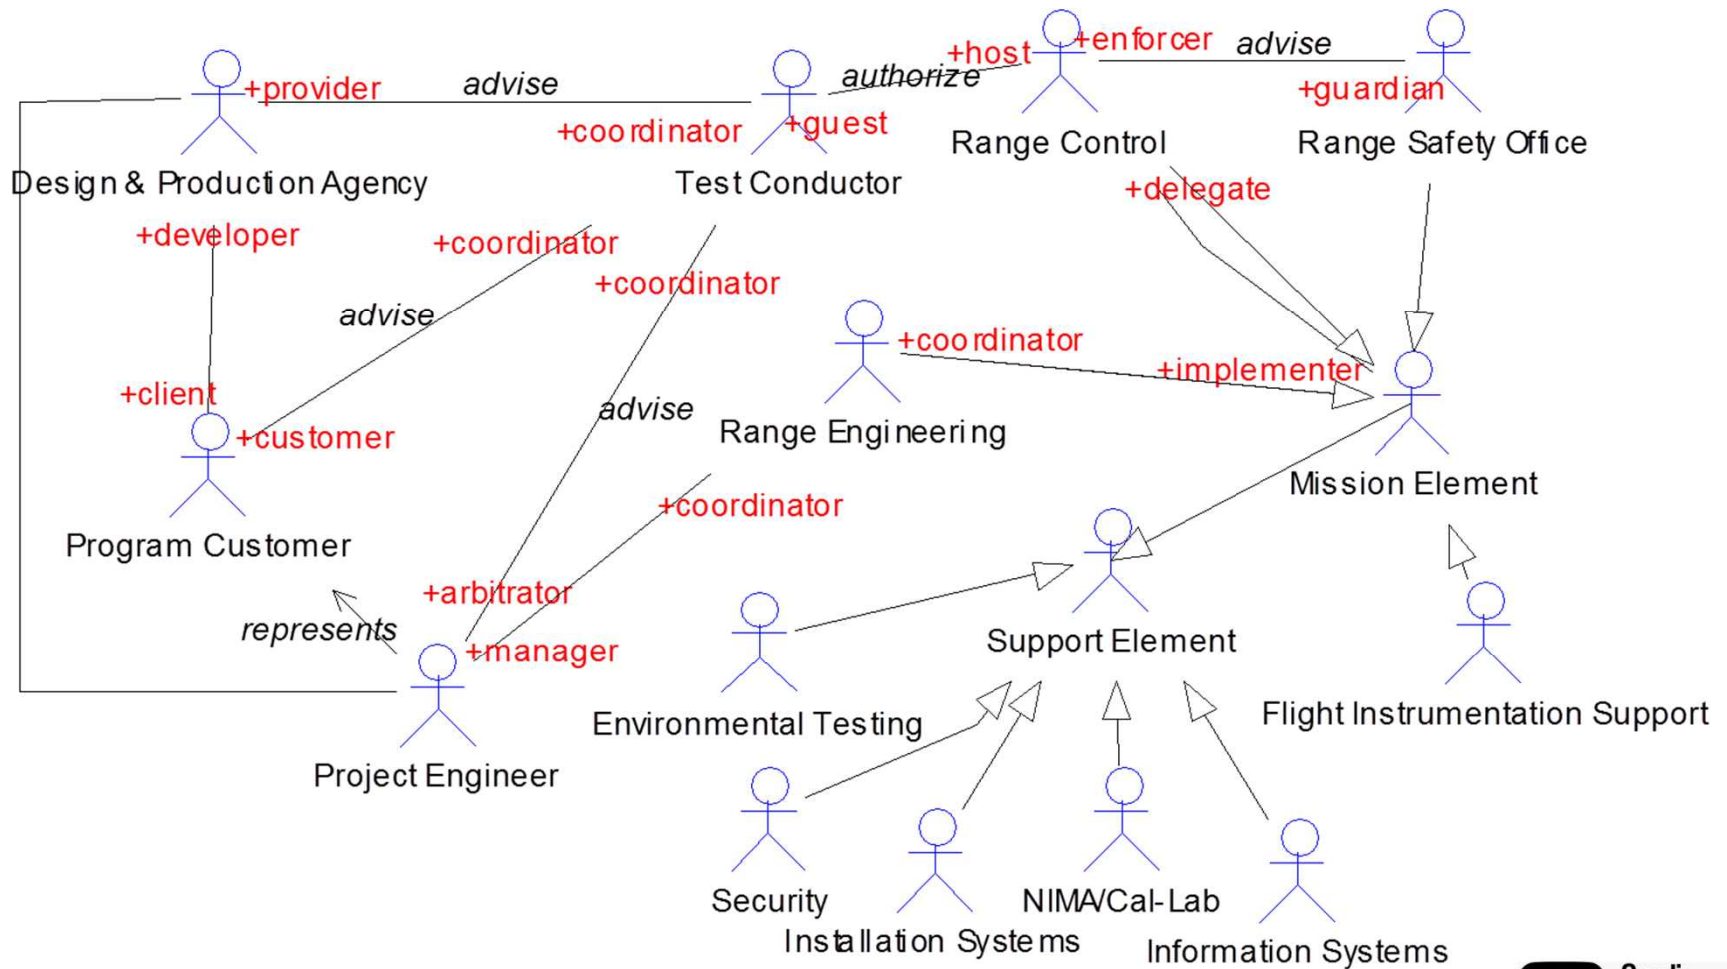 +host
+enforcer
advise
+provider
advise
authorize
+guardian
+coordinator
+guest
Range Control
Range Safety Office
Design & Production Agency
Test Conductor
+delegate
+developer
+coordinator
+coordinator
advise
+coordinator
+implementer
+client
advise
+customer
Range Engineering
Mission Element
+coordinator
Program Customer
+arbitrator
represents
+manager
Support Element
Flight Instrumentation Support
Environmental Testing
Project Engineer
Security
NIMA/Cal-Lab
Installation Systems
Information Systems